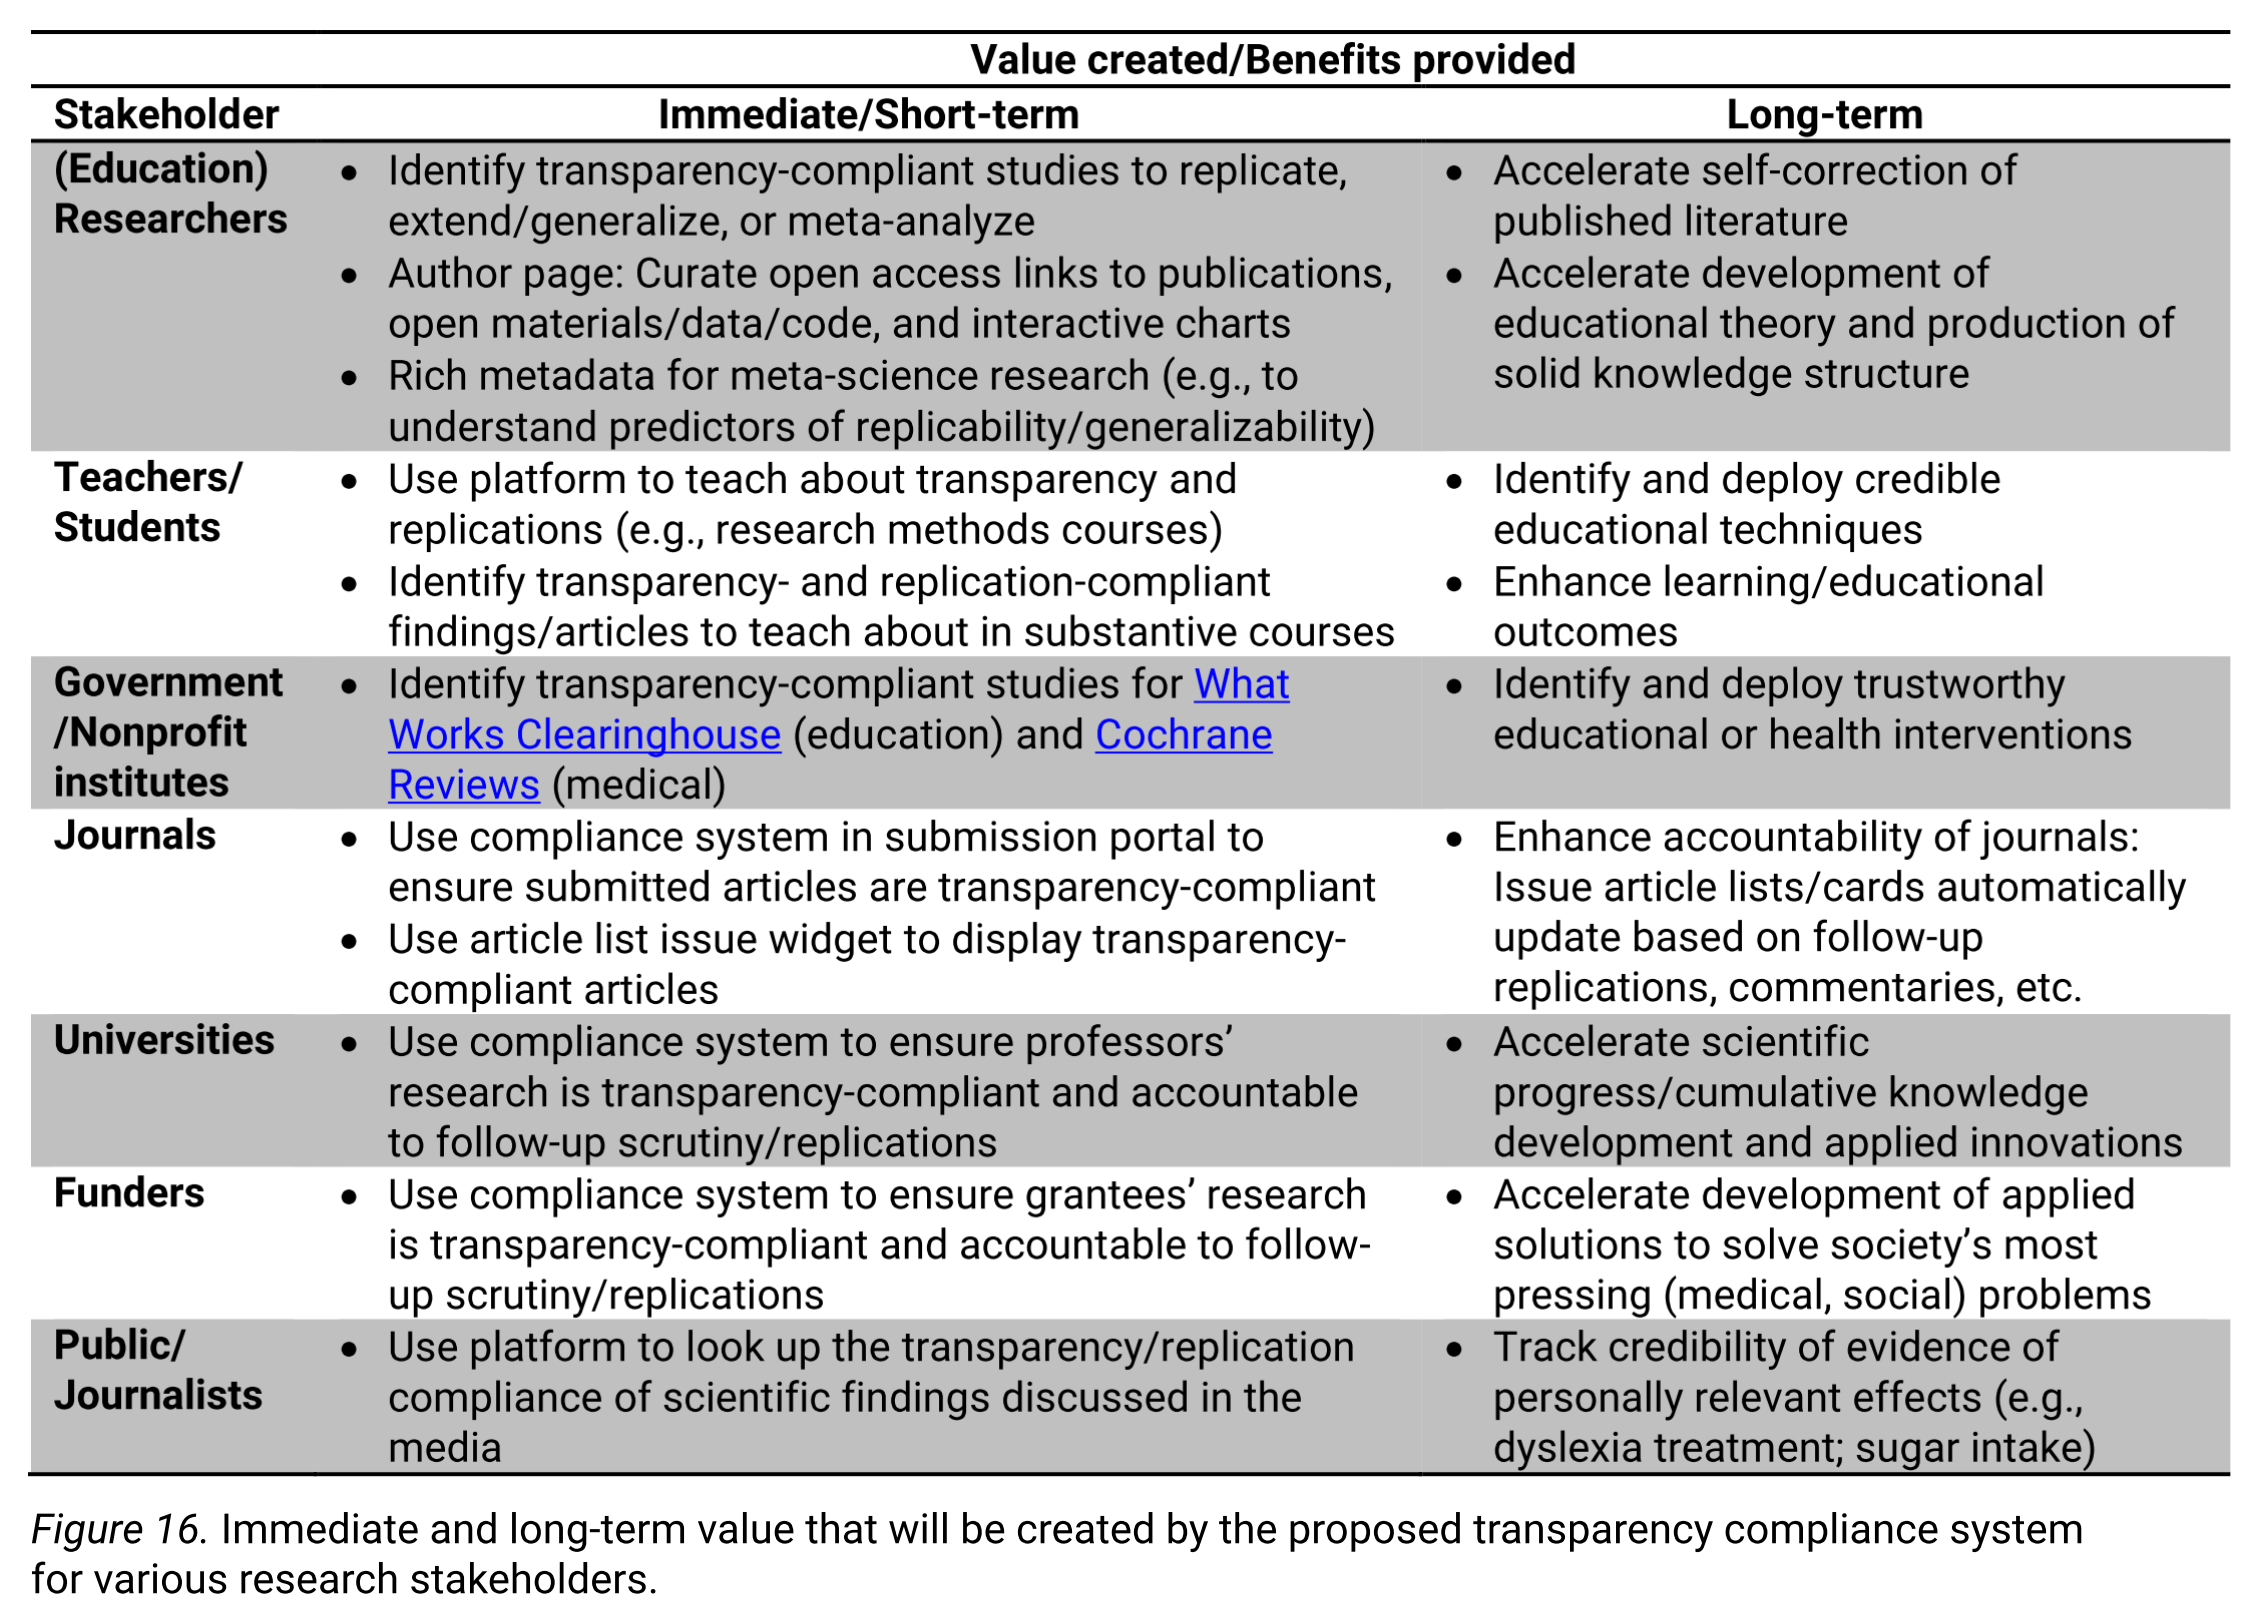 Value created/Benefits provided
Stakeholder Immediate/Short-term Long-term
(Education)
Researchers
• Identify transparency-compliant studies to replicate,
extend/generalize, or meta-analyze
• Author page: Curate open access links to publications,
open materials/data/code, and interactive charts
• Rich metadata for meta-science research (e.g., to
understand predictors of replicability/generalizability)
• Accelerate self-correction of
published literature
• Accelerate development of
educational theory and production of
solid knowledge structure
Teachers/
Students
• Use platform to teach about transparency and
replications (e.g., research methods courses)
• Identify transparency- and replication-compliant
findings/articles to teach about in substantive courses
• Identify and deploy credible
educational techniques
• Enhance learning/educational
outcomes
Government
/Nonprofit
institutes
• Identify transparency-compliant studies for What
Works Clearinghouse (education) and Cochrane
Reviews (medical)
• Identify and deploy trustworthy
educational or health interventions
Journals
• Use compliance system in submission portal to
ensure submitted articles are transparency-compliant
• Use article list issue widget to display transparency-
compliant articles
• Enhance accountability of journals:
Issue article lists/cards automatically
update based on follow-up
replications, commentaries, etc.
Universities
• Use compliance system to ensure professors’
research is transparency-compliant and accountable
to follow-up scrutiny/replications
• Accelerate scientific
progress/cumulative knowledge
development and applied innovations
Funders
• Use compliance system to ensure grantees’ research
is transparency-compliant and accountable to follow-
up scrutiny/replications
• Accelerate development of applied
solutions to solve society’s most
pressing (medical, social) problems
Public/
Journalists
• Use platform to look up the transparency/replication
compliance of scientific findings discussed in the
media
• Track credibility of evidence of
personally relevant effects (e.g.,
dyslexia treatment; sugar intake)
Figure 16. Immediate and long-term value that will be created by the proposed transparency compliance system
for various research stakeholders.